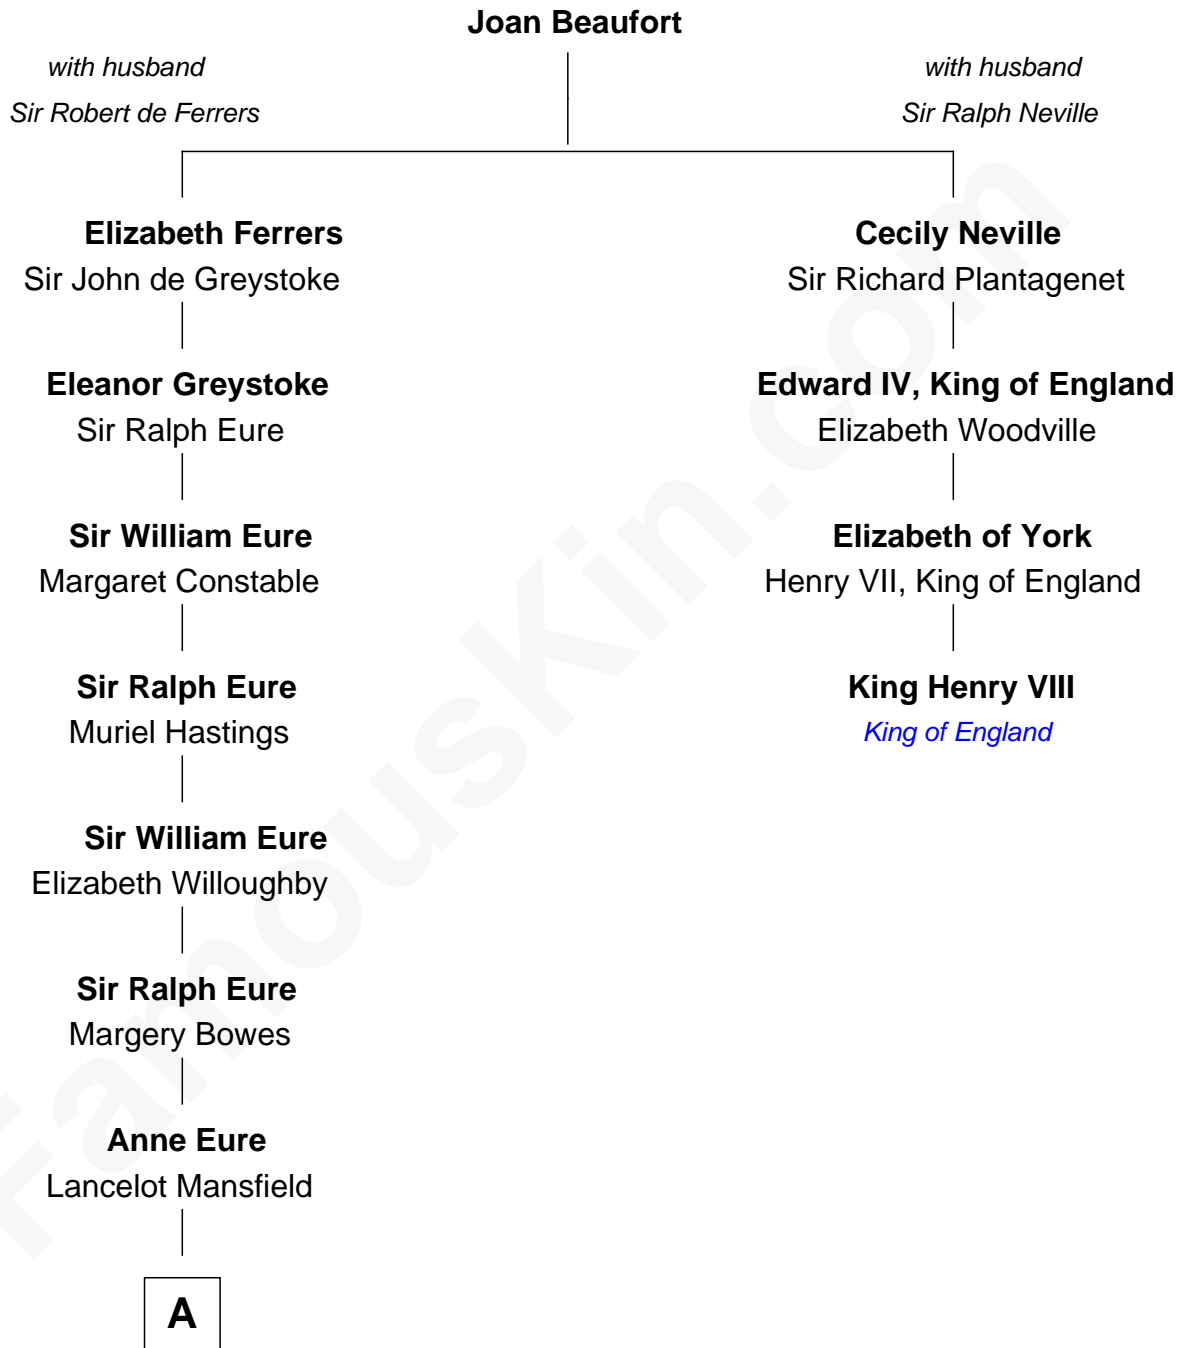 Joan Beaufort
with husband
Sir Robert de Ferrers
with husband
Sir Ralph Neville
Elizabeth Ferrers
Sir John de Greystoke
Eleanor Greystoke
Sir Ralph Eure
Sir William Eure
Margaret Constable
Sir Ralph Eure
Muriel Hastings
Sir William Eure
Elizabeth Willoughby
Sir Ralph Eure
Margery Bowes
Anne Eure
Lancelot Mansfield
A
Cecily Neville
Sir Richard Plantagenet
Edward IV, King of England
Elizabeth Woodville
Elizabeth of York
Henry VII, King of England
King Henry VIII
King of England
FamousKin.com